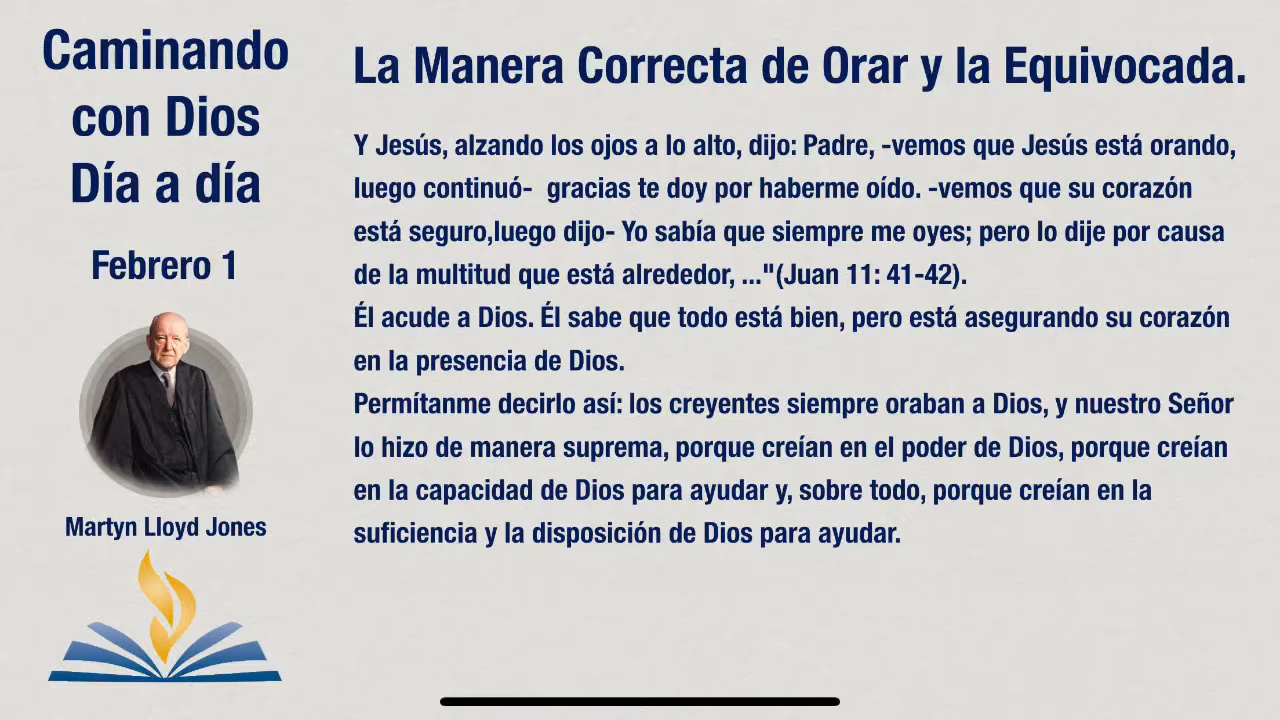 Caminando
con Dios
Día a día
Febrero 1
Martyn Lloyd Jones
La Manera Correcta de Orar y la Equivocada.
Y Jesús, alzando los ojos a lo alto, dijo: Padre, -vemos que Jesús está orando,
luego continuó-  gracias te doy por haberme oído. -vemos que su corazón
está seguro,luego dijo- Yo sabía que siempre me oyes; pero lo dije por causa
de la multitud que está alrededor, ..."(Juan 11: 41-42).
Él acude a Dios. Él sabe que todo está bien, pero está asegurando su corazón
en la presencia de Dios.
Permítanme decirlo así: los creyentes siempre oraban a Dios, y nuestro Señor
lo hizo de manera suprema, porque creían en el poder de Dios, porque creían
en la capacidad de Dios para ayudar y, sobre todo, porque creían en la
suficiencia y la disposición de Dios para ayudar.